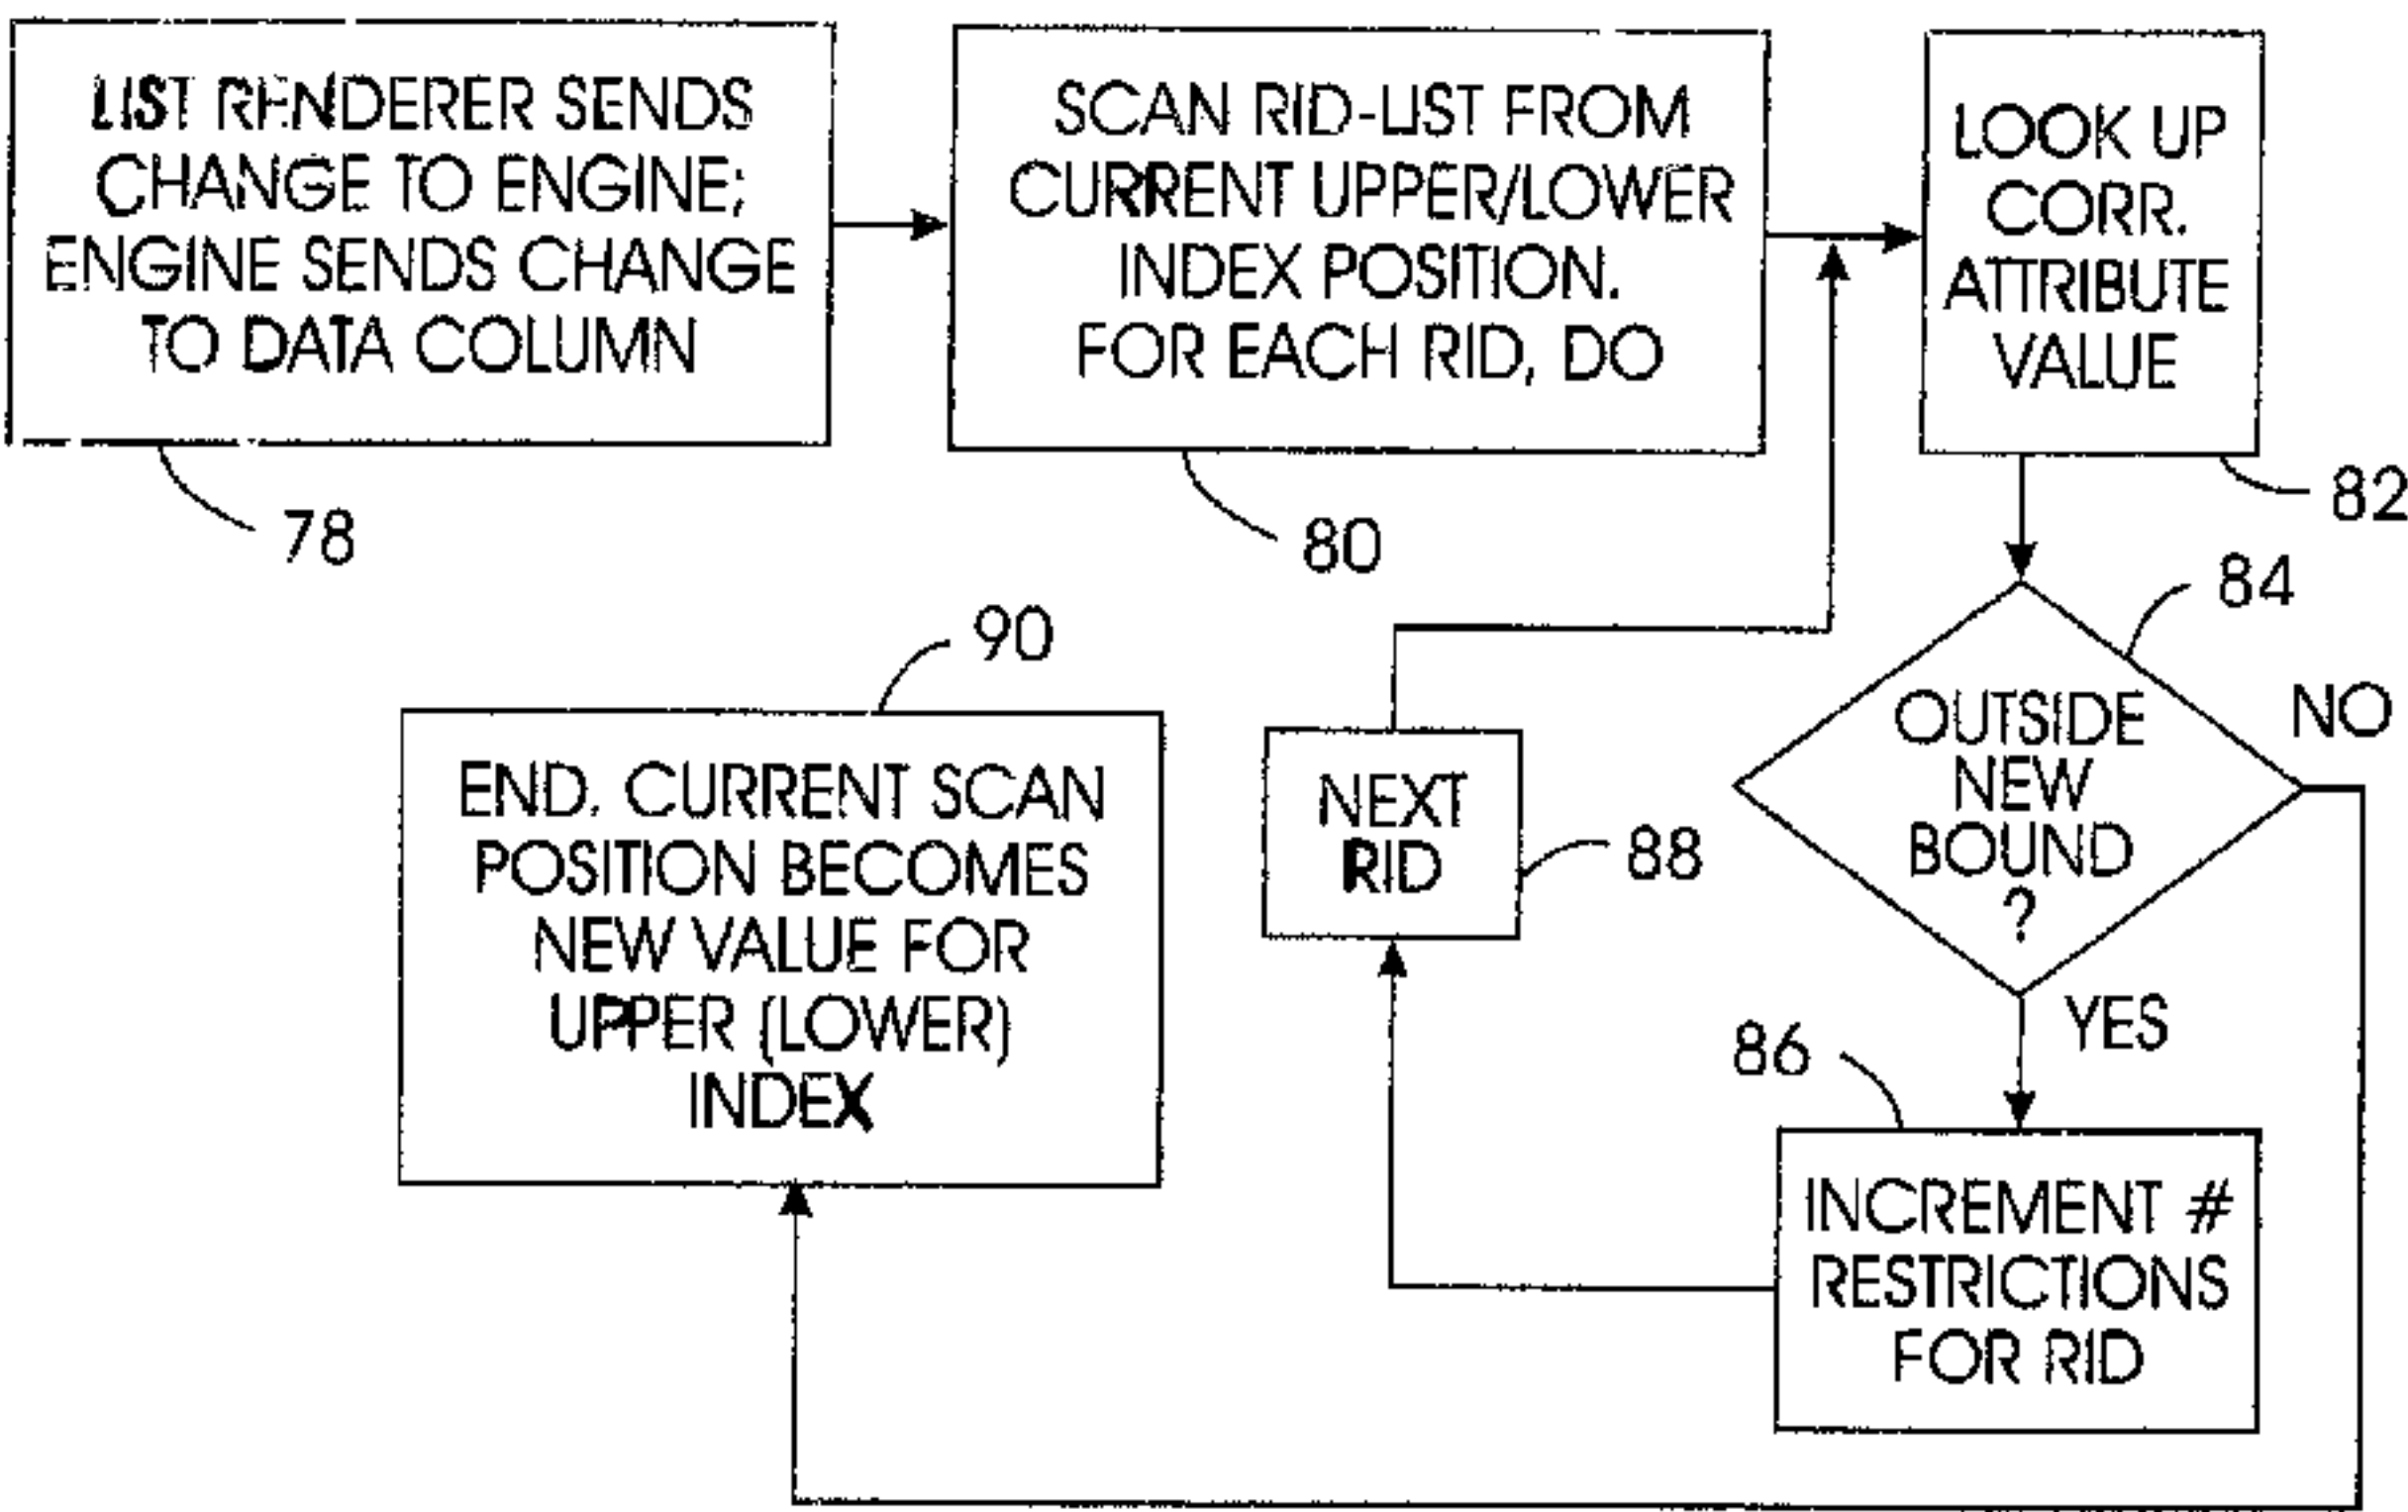 LIST RENDERER SENDS
CHANGE TO ENGINE;
ENGINE SENDS CHANGE
TO DATA COLUMN
78
SCAN RID-LIST FROM
CURRENT UPPER/LOWER
INDEX POSITION.
FOR EACH RID, DO
80
LOOK UP
CORR.
ATTRIBUTE
VALUE
82
84
OUTSIDE
NEW
BOUND
?
NO
YES
86
INCREMENT #
RESTRICTIONS
FOR RID
NEXT
RID
88
90
END. CURRENT SCAN
POSITION BECOMES
NEW VALUE FOR
UPPER (LOWER)
INDEX